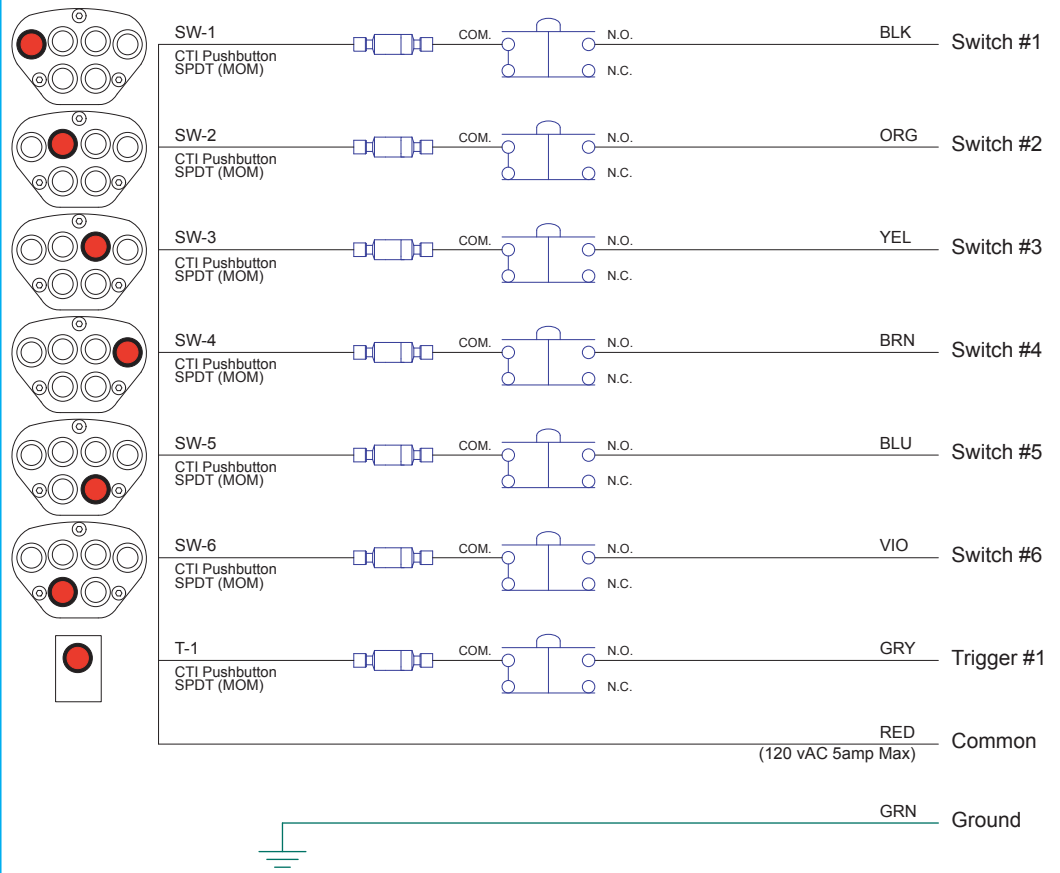 SW-1 COM. N.O. BLK Switch #1
CTI Pushbutton
SPDT (MOM) N.C.
SW-2 COM. N.O. ORG Switch #2
CTI Pushbutton
SPDT (MOM) N.C.
SW-3 COM. N.O. YEL Switch #3
CTI Pushbutton
SPDT (MOM) N.C.
SW-4 COM. N.O. BRN Switch #4
CTI Pushbutton
SPDT (MOM) N.C.
SW-5 COM. N.O. BLU Switch #5
CTI Pushbutton
SPDT (MOM) N.C.
SW-6 COM. N.O. VIO Switch #6
CTI Pushbutton
SPDT (MOM) N.C.
T-1 COM. N.O. GRY Trigger #1
CTI Pushbutton
SPDT (MOM) N.C.
RED Common
(120 vAC 5amp Max)
GRN Ground